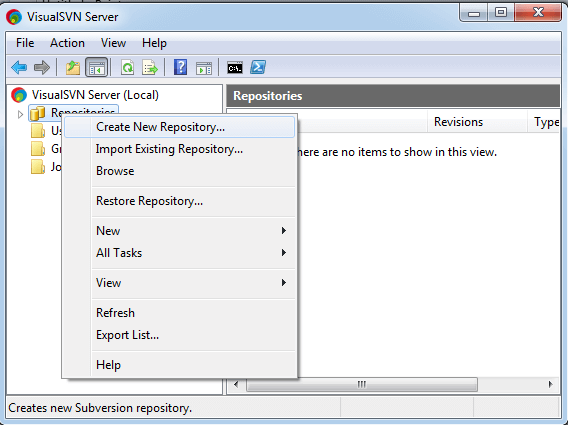 VisualSVN Server
File Action View Help
VisualSVN Server (Local)
Repositories
Us
Gr
Jo
Repositories
Revisions Type
here are no items to show in this view.
Create New Repository...
Import Existing Repository...
Browse
Restore Repository...
New
All Tasks
View
Refresh
Export List...
Help
Creates new Subversion repository.